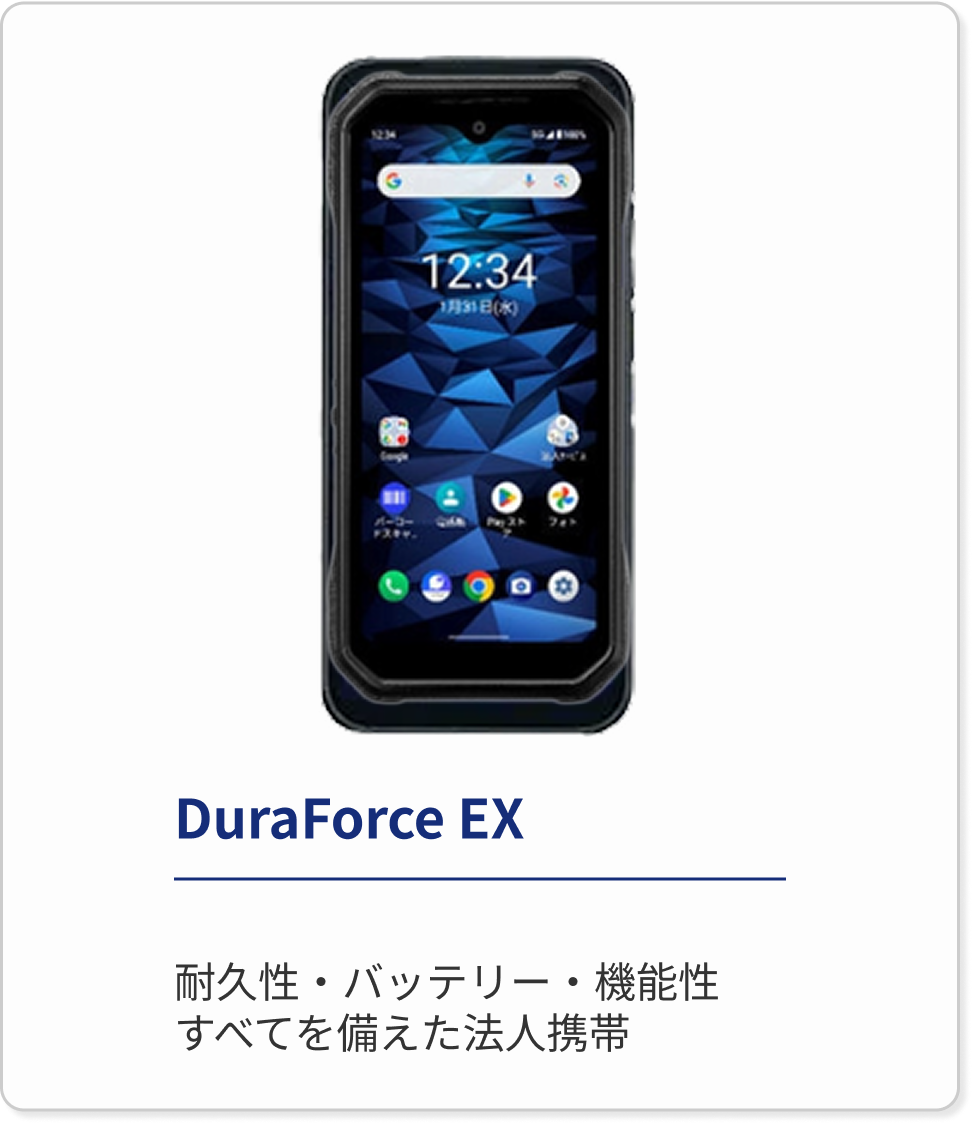 12:34
5G 100%
12:34
1月31日(水)
Google
法人サービス
バーコー
ドスキャ...
電話帳
Play スト
ア
フォト
DuraForce EX
耐久性・バッテリー・機能性
すべてを備えた法人携帯